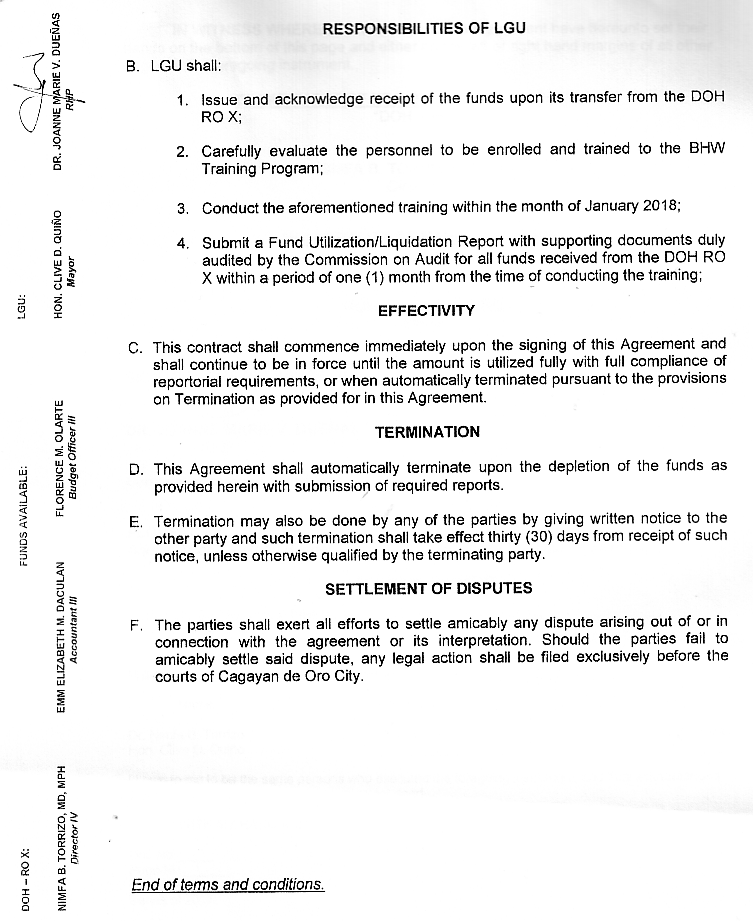 RESPONSIBILITIES OF LGU
B. LGU shall:
1. Issue and acknowledge receipt of the funds upon its transfer from the DOH
RO X;
2. Carefully evaluate the personnel to be enrolled and trained to the BHW
Training Program;
3. Conduct the aforementioned training within the month of January 2018;
4. Submit a Fund Utilization/Liquidation Report with supporting documents duly
audited by the Commission on Audit for all funds received from the DOH RO
X within a period of one (1) month from the time of conducting the training;
EFFECTIVITY
C. This contract shall commence immediately upon the signing of this Agreement and
shall continue to be in force until the amount is utilized fully with full compliance of
reportorial requirements, or when automatically terminated pursuant to the provisions
on Termination as provided for in this Agreement.
TERMINATION
D. This Agreement shall automatically terminate upon the depletion of the funds as
provided herein with submission of required reports.
E. Termination may also be done by any of the parties by giving written notice to the
other party and such termination shall take effect thirty (30) days from receipt of such
notice, unless otherwise qualified by the terminating party.
SETTLEMENT OF DISPUTES
F. The parties shall exert all efforts to settle amicably any dispute arising out of or in
connection with the agreement or its interpretation. Should the parties fail to
amicably settle said dispute, any legal action shall be filed exclusively before the
courts of Cagayan de Oro City.
End of terms and conditions.
DOH – RO X:
NIMFA B. TORRIZO, MD, MPH
Director IV
FUNDS AVAILABLE:
EMM ELIZABETH M. DACULAN
Accountant III
FLORENCE M. OLARTE
Budget Officer III
LGU:
HON. CLIVE D. QUIÑO
Mayor
DR. JOANNE MARIE V. DUEÑAS
RHP